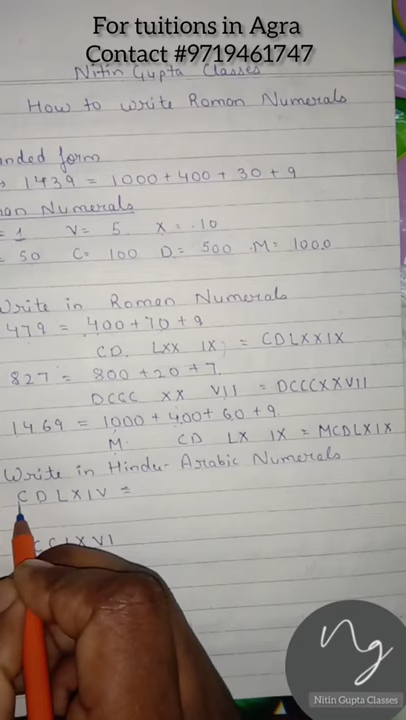 For tuitions in Agra
Contact #9719461747
Nitin Gupta Classes
How to write Roman Numerals
nded form
1439 = 1000 + 400 + 30 + 9
an Numerals
= 1 V = 5 X = 10
= 50 C = 100 D = 500 M = 1000
Write in Roman Numerals
479 = 400 + 70 + 9
CD LXX IX = CDLXXIX
827 = 800 + 20 + 7
DCCC XX VII = DCCCXXVII
1469 = 1000 + 400 + 60 + 9
M CD LX IX = MCDLXIX
Write in Hindu-Arabic Numerals
CDLXIV =
CCLXVI
ng
Nitin Gupta Classes